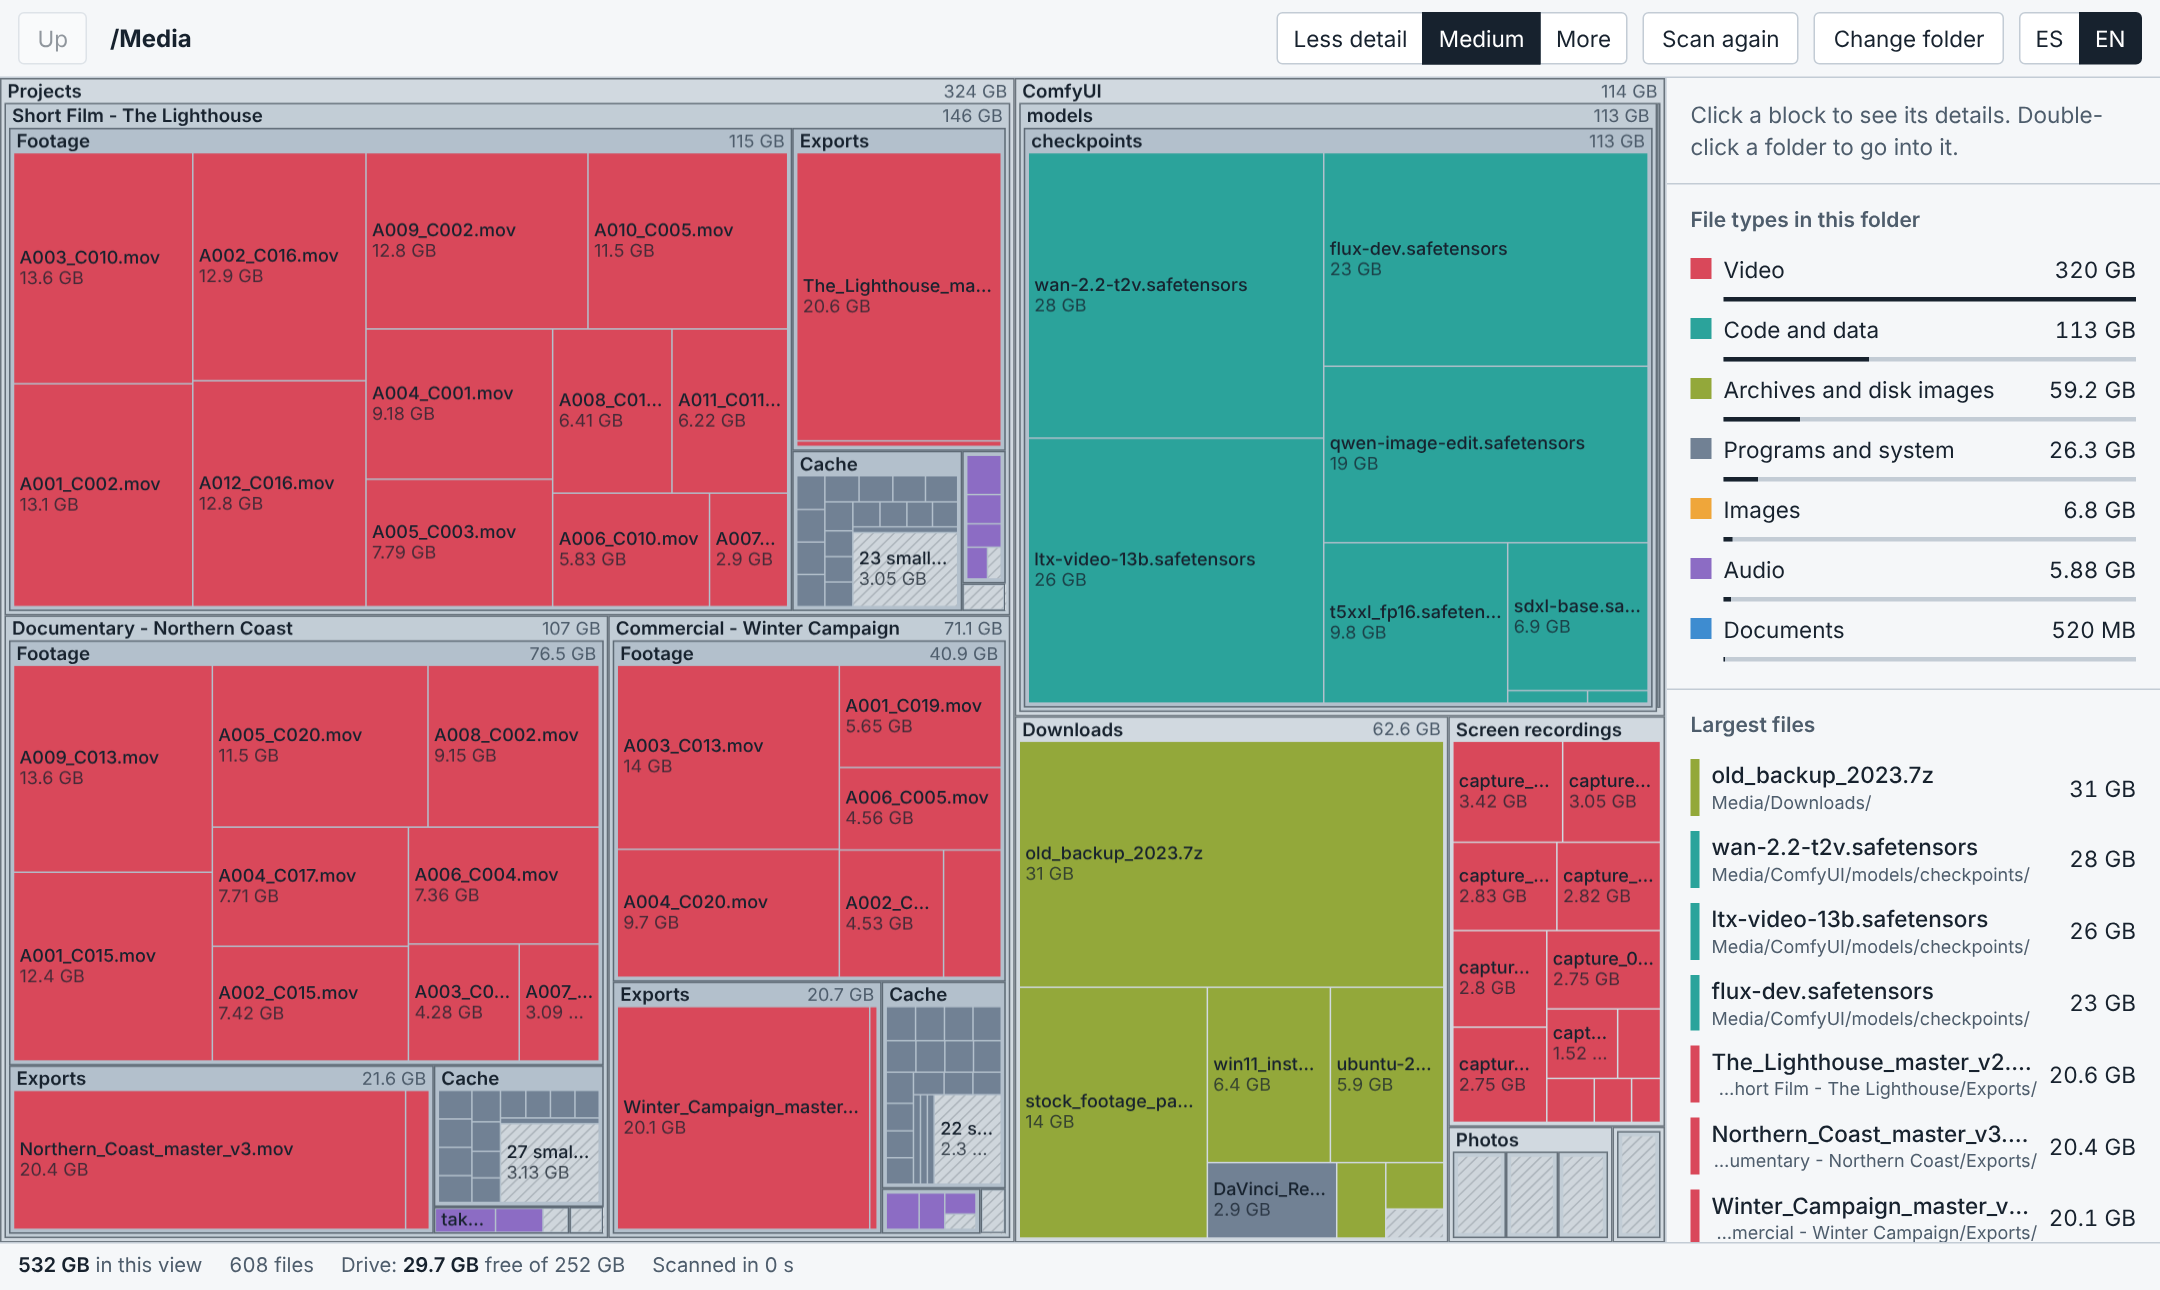 Up
/Media
Less detail
Medium
More
Scan again
Change folder
ES
EN
Projects 324 GB
Short Film - The Lighthouse 146 GB
Footage 115 GB
A003_C010.mov
13.6 GB
A002_C016.mov
12.9 GB
A009_C002.mov
12.8 GB
A010_C005.mov
11.5 GB
A001_C002.mov
13.1 GB
A012_C016.mov
12.8 GB
A004_C001.mov
9.18 GB
A008_C01...
6.41 GB
A011_C011...
6.22 GB
A005_C003.mov
7.79 GB
A006_C010.mov
5.83 GB
A007...
2.9 GB
Exports
The_Lighthouse_ma...
20.6 GB
Cache
23 small...
3.05 GB
Documentary - Northern Coast 107 GB
Footage 76.5 GB
A009_C013.mov
13.6 GB
A005_C020.mov
11.5 GB
A008_C002.mov
9.15 GB
A004_C017.mov
7.71 GB
A006_C004.mov
7.36 GB
A001_C015.mov
12.4 GB
A002_C015.mov
7.42 GB
A003_C0...
4.28 GB
A007_...
3.09 ...
Exports 21.6 GB
Northern_Coast_master_v3.mov
20.4 GB
Cache
27 smal...
3.13 GB
tak...
Commercial - Winter Campaign 71.1 GB
Footage 40.9 GB
A003_C013.mov
14 GB
A001_C019.mov
5.65 GB
A006_C005.mov
4.56 GB
A004_C020.mov
9.7 GB
A002_C...
4.53 GB
Exports 20.7 GB
Winter_Campaign_master...
20.1 GB
Cache
22 s...
2.3 ...
ComfyUI 114 GB
models 113 GB
checkpoints 113 GB
wan-2.2-t2v.safetensors
28 GB
flux-dev.safetensors
23 GB
qwen-image-edit.safetensors
19 GB
ltx-video-13b.safetensors
26 GB
t5xxl_fp16.safeten...
9.8 GB
sdxl-base.sa...
6.9 GB
Downloads 62.6 GB
old_backup_2023.7z
31 GB
stock_footage_pa...
14 GB
win11_inst...
6.4 GB
ubuntu-2...
5.9 GB
DaVinci_Re...
2.9 GB
Screen recordings
capture_...
3.42 GB
capture...
3.05 GB
capture_...
2.83 GB
capture_...
2.82 GB
captur...
2.8 GB
capture_0...
2.75 GB
capt...
1.52 ...
captur...
2.75 GB
Photos
Click a block to see its details. Double-
click a folder to go into it.
File types in this folder
Video 320 GB
Code and data 113 GB
Archives and disk images 59.2 GB
Programs and system 26.3 GB
Images 6.8 GB
Audio 5.88 GB
Documents 520 MB
Largest files
old_backup_2023.7z
Media/Downloads/
31 GB
wan-2.2-t2v.safetensors
Media/ComfyUI/models/checkpoints/
28 GB
ltx-video-13b.safetensors
Media/ComfyUI/models/checkpoints/
26 GB
flux-dev.safetensors
Media/ComfyUI/models/checkpoints/
23 GB
The_Lighthouse_master_v2....
...hort Film - The Lighthouse/Exports/
20.6 GB
Northern_Coast_master_v3....
...umentary - Northern Coast/Exports/
20.4 GB
Winter_Campaign_master_v...
...mercial - Winter Campaign/Exports/
20.1 GB
532 GB in this view 608 files Drive: 29.7 GB free of 252 GB Scanned in 0 s